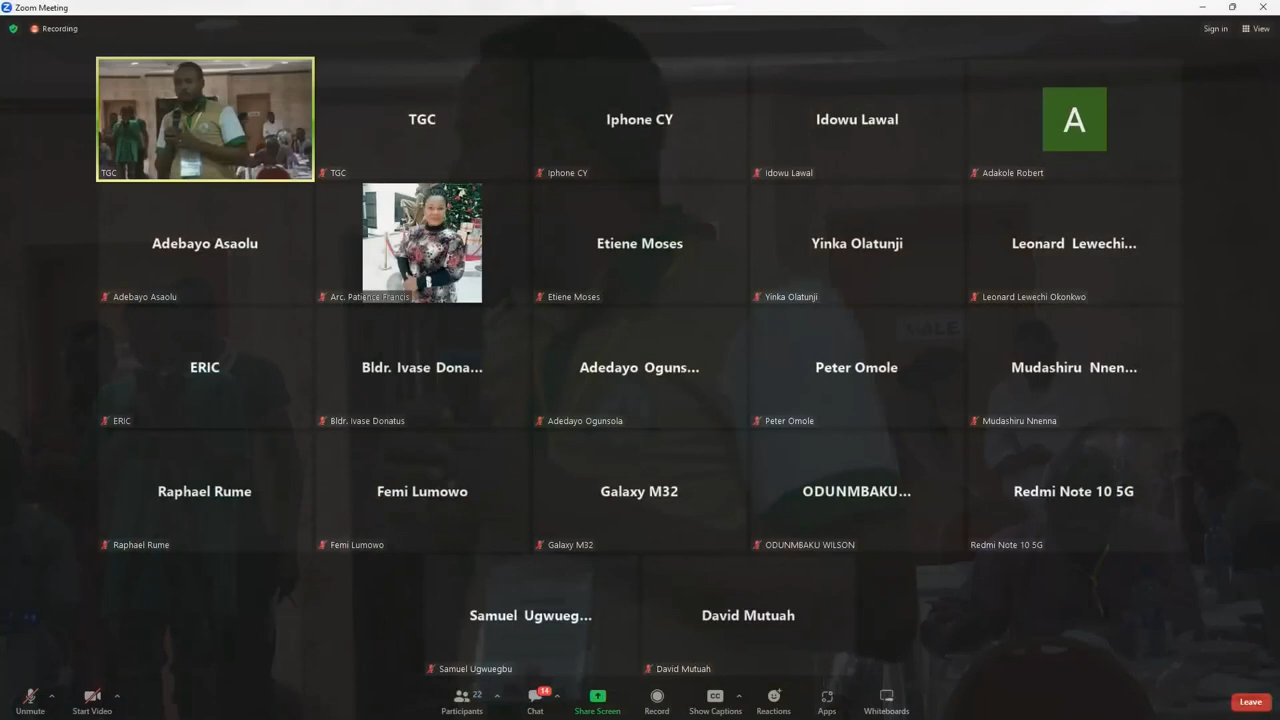 Zoom Meeting
Recording
Sign in
View
TGC
TGC
TGC
Iphone CY
Iphone CY
Idowu Lawal
Idowu Lawal
A
Adakole Robert
Adebayo Asaolu
Adebayo Asaolu
Arc. Patience Francis
Etiene Moses
Etiene Moses
Yinka Olatunji
Yinka Olatunji
Leonard Lewechi...
Leonard Lewechi Okonkwo
ERIC
ERIC
Bldr. Ivase Dona...
Bldr. Ivase Donatus
Adedayo Oguns...
Adedayo Ogunsola
Peter Omole
Peter Omole
Mudashiru Nnen...
Mudashiru Nnenna
Raphael Rume
Raphael Rume
Femi Lumowo
Femi Lumowo
Galaxy M32
Galaxy M32
ODUNMBAKU...
ODUNMBAKU WILSON
Redmi Note 10 5G
Redmi Note 10 5G
Samuel Ugwueg...
Samuel Ugwuegbu
David Mutuah
David Mutuah
Unmute
Start Video
22
Participants
14
Chat
Share Screen
Record
CC
Show Captions
Reactions
Apps
Whiteboards
Leave